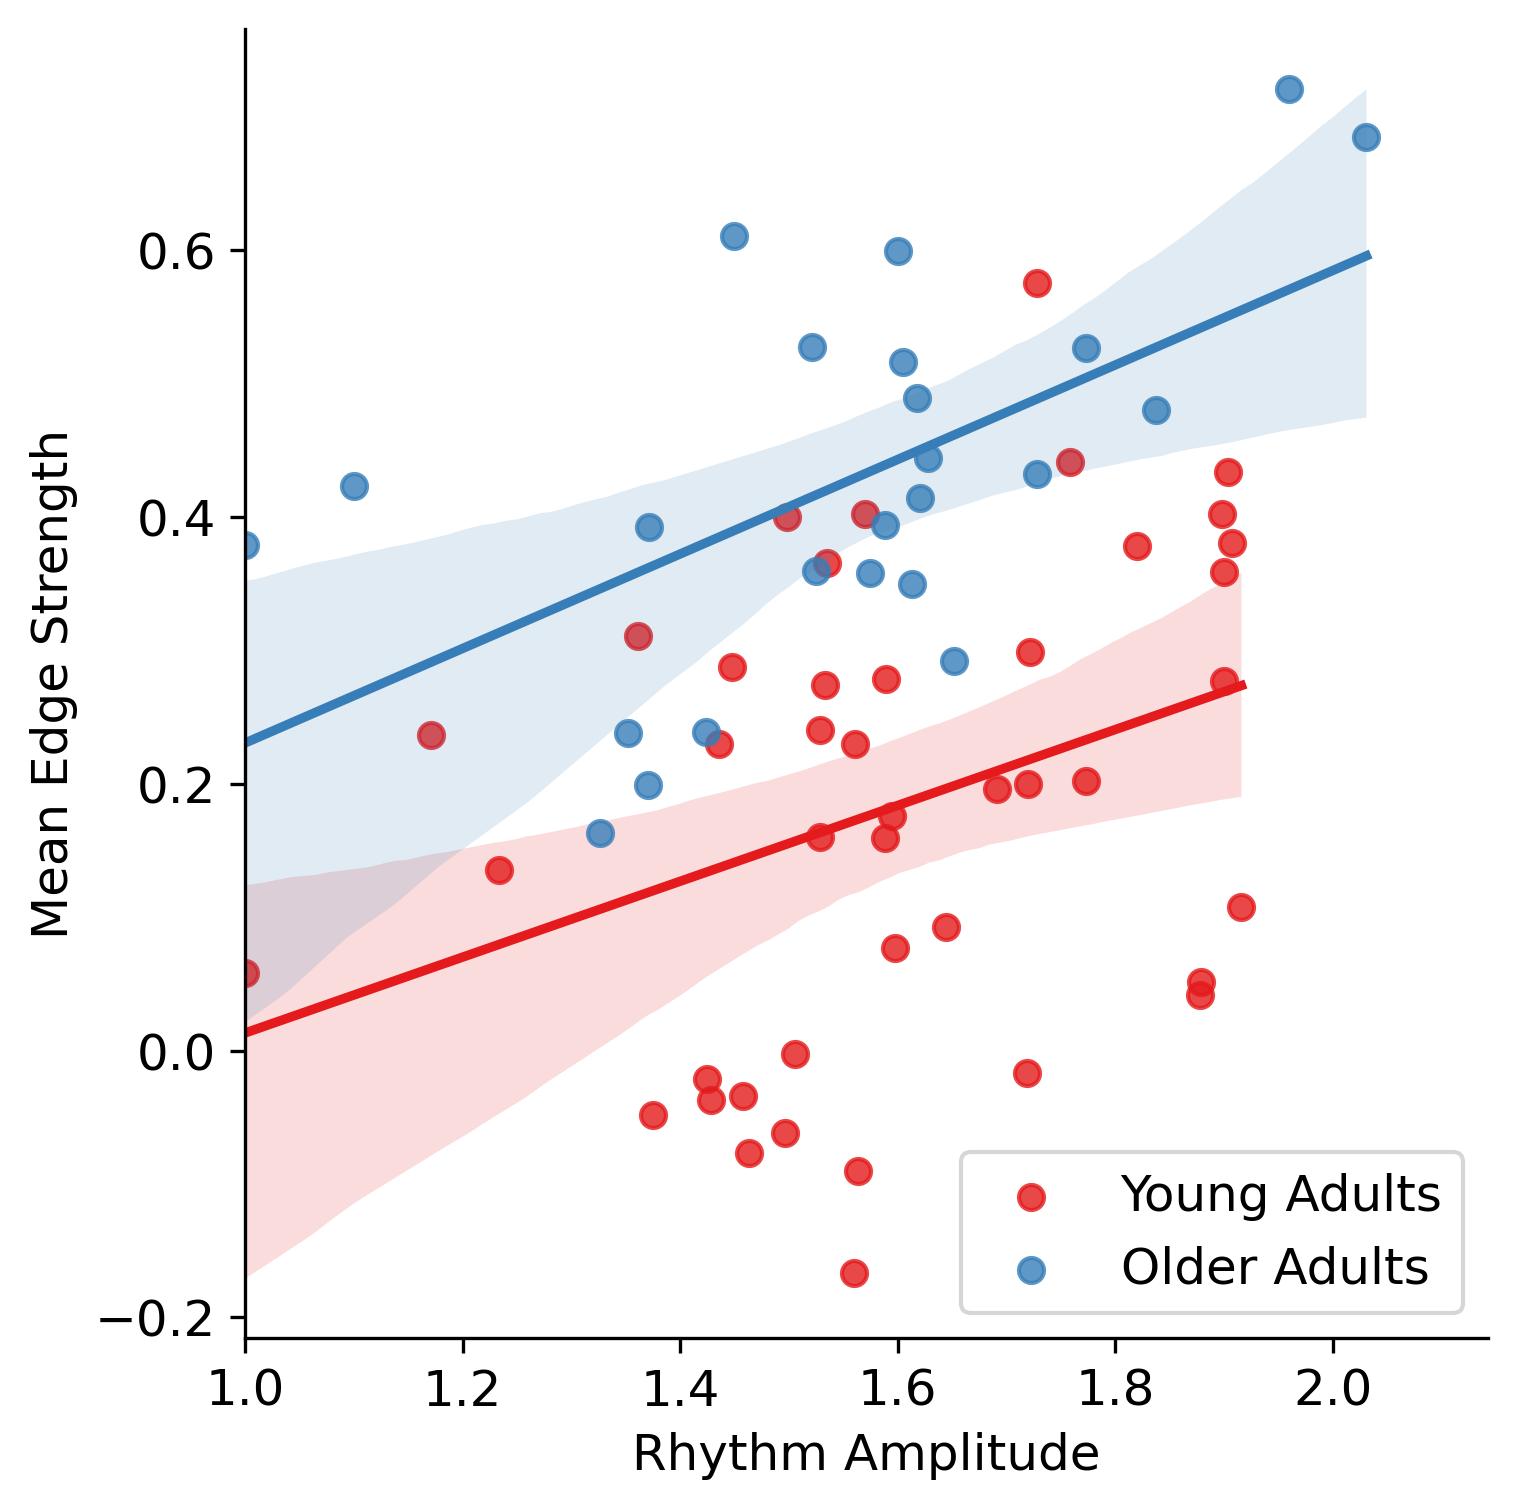 Mean Edge Strength
0.6
0.4
0.2
0.0
−0.2
1.0 1.2 1.4 1.6 1.8 2.0
Rhythm Amplitude
Young Adults
Older Adults